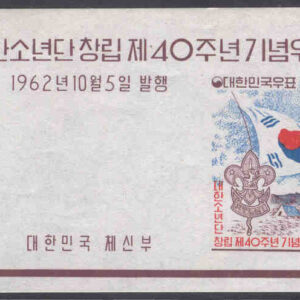 한소년단창립제40주년기념우
1962년10월5일 발행
대한민국우표
대한소년단
창립 제40주년기념
대한민국 체신부